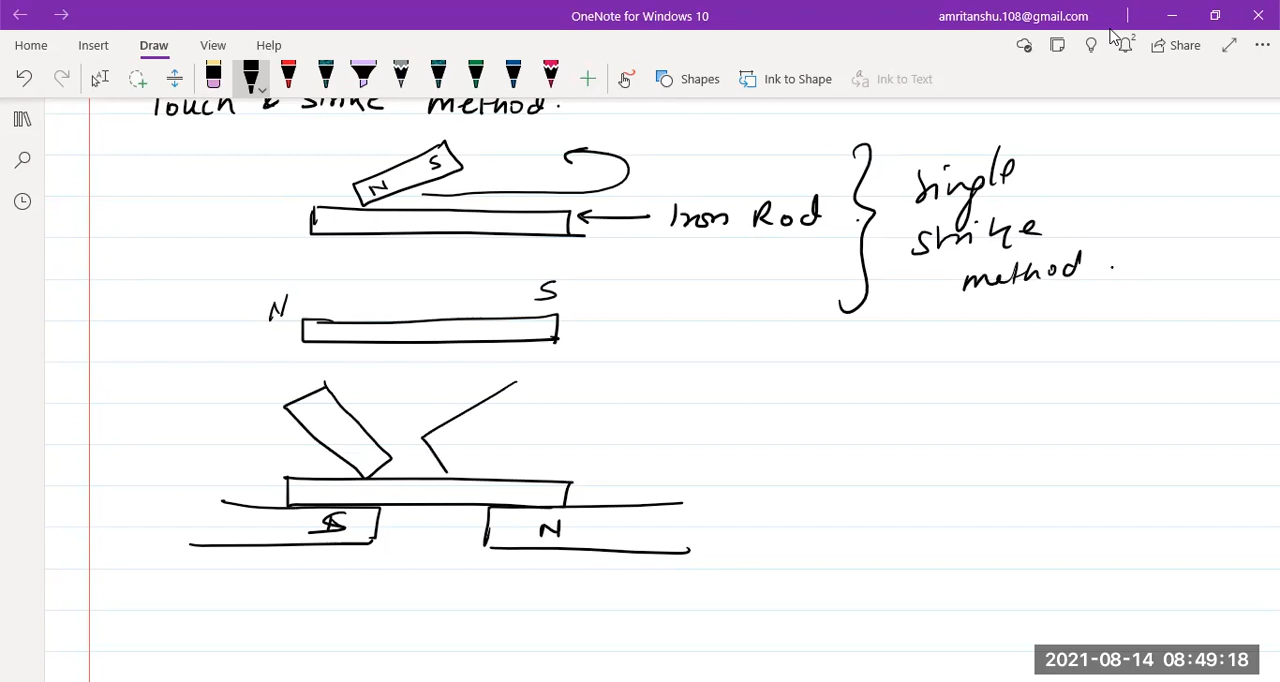 OneNote for Windows 10
amritanshu.108@gmail.com
Home Insert Draw View Help
2 Share
Shapes Ink to Shape Ink to Text
Touch & strike method.
N S
Iron Rod
single
strike
method.
N S
S N
2021-08-14 08:49:18